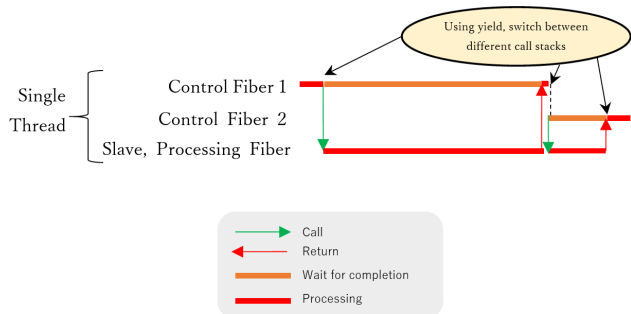 Using yield, switch between
different call stacks
Single
Thread
Control Fiber 1
Control Fiber 2
Slave, Processing Fiber
Call
Return
Wait for completion
Processing